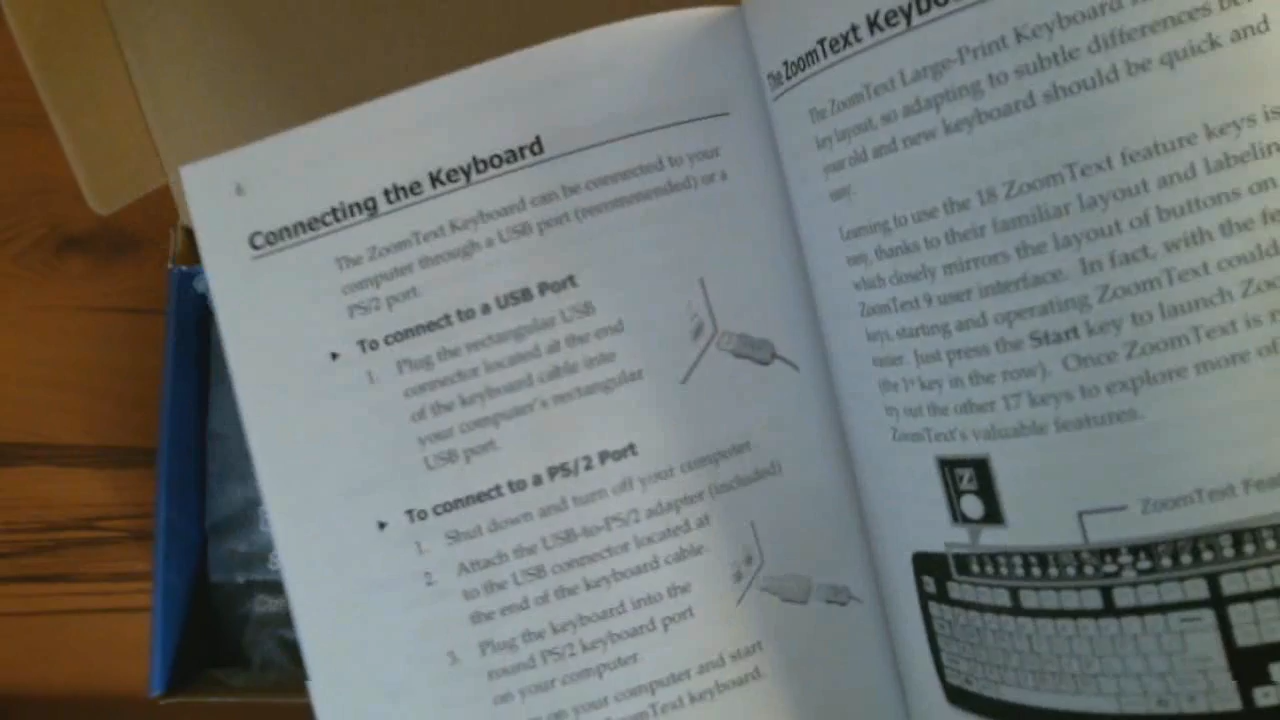 6
Connecting the Keyboard
The ZoomText Keyboard can be connected to your
computer through a USB port (recommended) or a
PS/2 port.
To connect to a USB Port
1. Plug the rectangular USB
connector located at the end
of the keyboard cable into
your computer's rectangular
USB port.
To connect to a PS/2 Port
1. Shut down and turn off your computer.
2. Attach the USB-to-PS/2 adapter (included)
to the USB connector located at
the end of the keyboard cable.
3. Plug the keyboard into the
round PS/2 keyboard port
on your computer.
on your computer and start
ZoomText keyboard.
The ZoomText Keybo
The ZoomText Large-Print Keyboard
key layout, so adapting to subtle differences be
your old and new keyboard should be quick and
easy.
Learning to use the 18 ZoomText feature keys is
easy, thanks to their familiar layout and labelin
which closely mirrors the layout of buttons on
ZoomText 9 user interface. In fact, with the fe
keys, starting and operating ZoomText could
easier. Just press the Start key to launch Zoo
(the 1st key in the row). Once ZoomText is r
try out the other 17 keys to explore more of
ZoomText's valuable features.
Z
ZoomText Fea